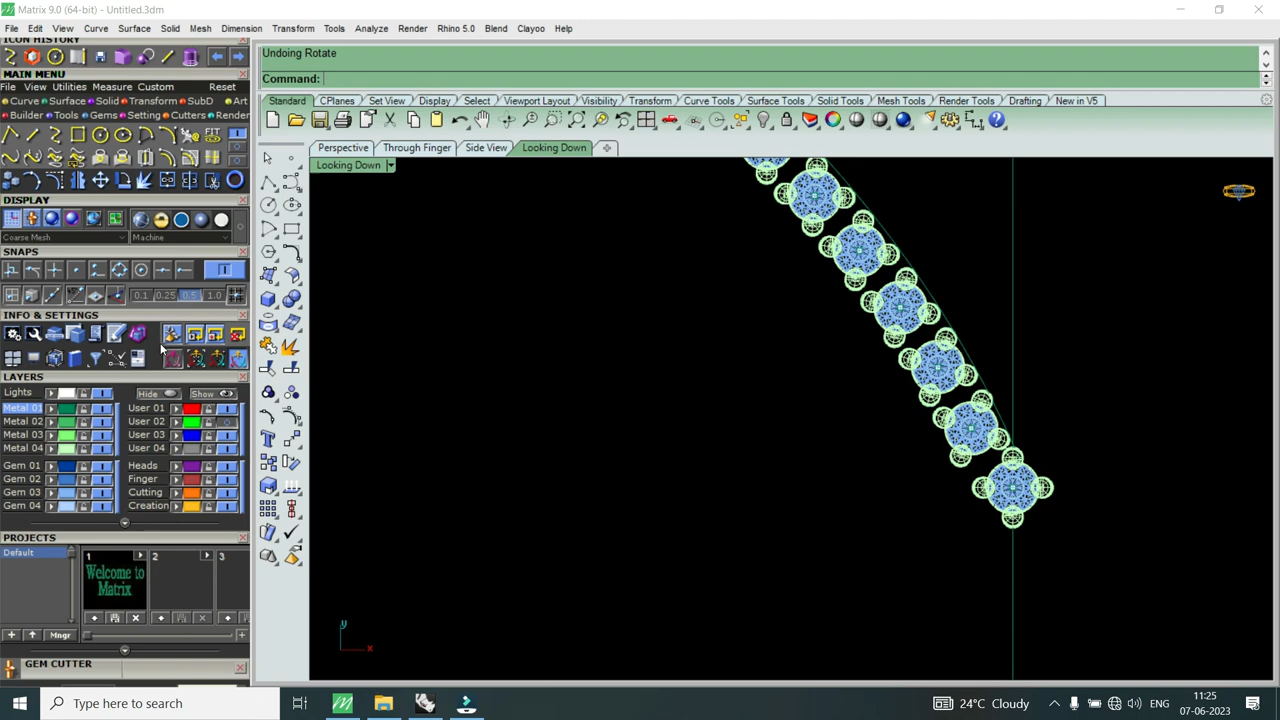 Matrix 9.0 (64-bit) - Untitled.3dm
File Edit View Curve Surface Solid Mesh Dimension Transform Tools Analyze Render Rhino 5.0 Blend Clayoo Help
ICON HISTORY
Undoing Rotate
Command:
MAIN MENU
File View Utilities Measure Custom Reset
Curve Surface Solid Transform SubD Art
Builder Tools Gems Setting Cutters Render
Standard CPlanes Set View Display Select Viewport Layout Visibility Transform Curve Tools Surface Tools Solid Tools Mesh Tools Render Tools Drafting New in V5
FIT
Perspective Through Finger Side View Looking Down
Looking Down
DISPLAY
Coarse Mesh Machine
SNAPS
0.1 0.25 0.5 1.0
INFO & SETTINGS
LAYERS
Lights Hide Show
Metal 01 User 01
Metal 02 User 02
Metal 03 User 03
Metal 04 User 04
Gem 01 Heads
Gem 02 Finger
Gem 03 Cutting
Gem 04 Creation
PROJECTS
Default 1 2 3
Welcome to
Matrix
Mngr
GEM CUTTER
y
x
Type here to search
24°C Cloudy
ENG
11:25
07-06-2023